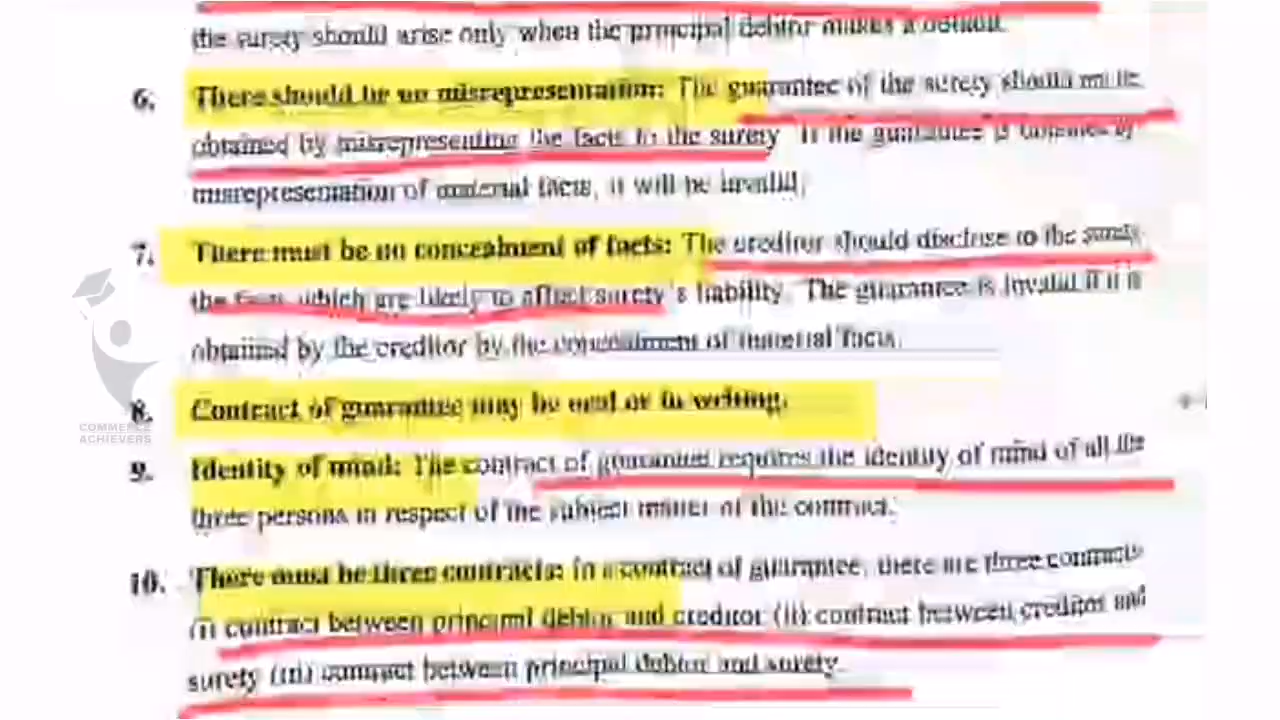 the surety should arise only when the principal debtor makes a default.
6. There should be no misrepresentation: The guarantee of the surety should not be
obtained by misrepresenting the facts to the surety. If the guarantee is obtained by
misrepresentation of material facts, it will be invalid.
7. There must be no concealment of facts: The creditor should disclose to the surety
the facts which are likely to affect surety's liability. The guarantee is invalid if it is
obtained by the creditor by the concealment of material facts.
8. Contract of guarantee may be oral or in writing.
COMMERCE
ACHIEVERS
9. Identity of mind: The contract of guarantee requires the identity of mind of all the
three persons in respect of the subject matter of the contract.
10. There must be three contracts: In a contract of guarantee, there are three contracts
(i) contract between principal debtor and creditor (ii) contract between creditor and
surety (iii) contract between principal debtor and surety.